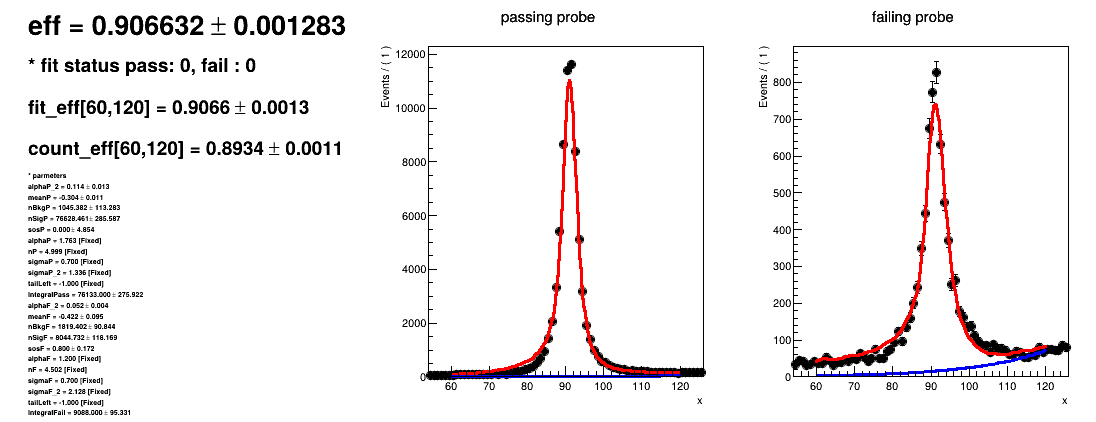 eff = 0.906632 ± 0.001283
* fit status pass: 0, fail : 0
fit_eff[60,120] = 0.9066 ± 0.0013
count_eff[60,120] = 0.8934 ± 0.0011
* parmeters
alphaP_2 = 0.114 ± 0.013
meanP = -0.304 ± 0.011
nBkgP = 1045.382 ± 113.283
nSigP = 76628.461 ± 285.587
sosP = 0.000 ± 4.854
alphaP = 1.763 [Fixed]
nP = 4.999 [Fixed]
sigmaP = 0.700 [Fixed]
sigmaP_2 = 1.336 [Fixed]
tailLeft = -1.000 [Fixed]
IntegralPass = 76133.000 ± 275.922
alphaF_2 = 0.052 ± 0.004
meanF = -0.422 ± 0.095
nBkgF = 1819.402 ± 90.844
nSigF = 8044.732 ± 118.169
sosF = 0.800 ± 0.172
alphaF = 1.200 [Fixed]
nF = 4.502 [Fixed]
sigmaF = 0.700 [Fixed]
sigmaF_2 = 2.128 [Fixed]
tailLeft = -1.000 [Fixed]
IntegralFail = 9088.000 ± 95.331
passing probe
Events / ( 1 )
12000
10000
8000
6000
4000
2000
0
60 70 80 90 100 110 120
x
failing probe
Events / ( 1 )
800
700
600
500
400
300
200
100
0
60 70 80 90 100 110 120
x